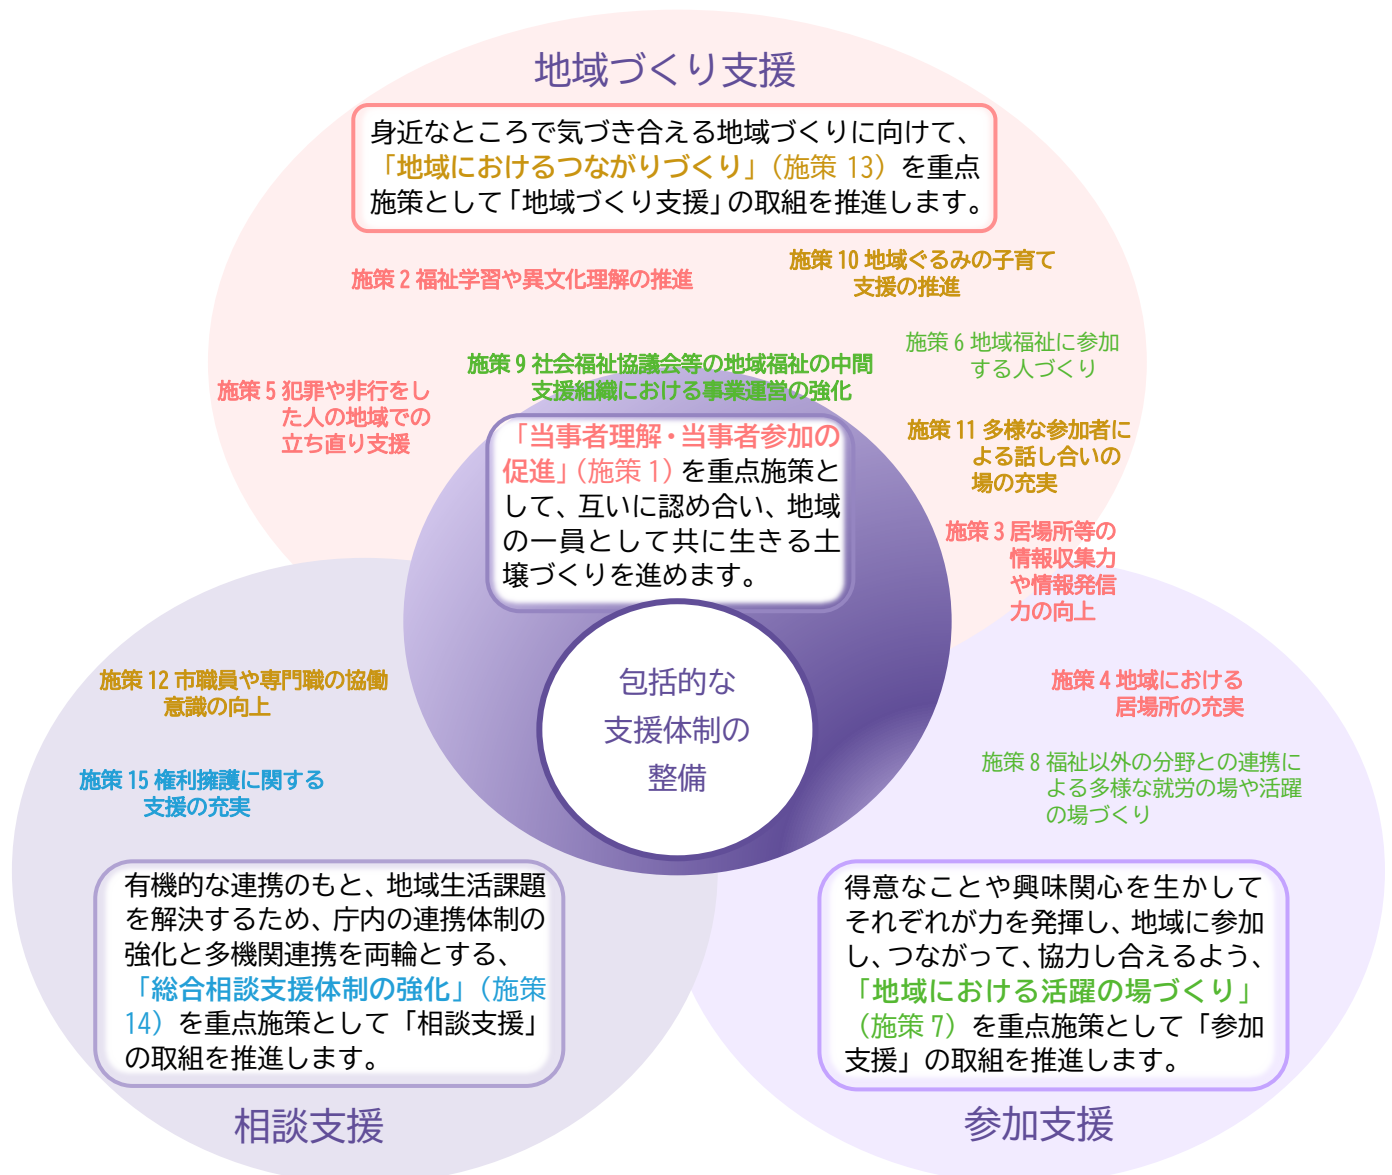 地域づくり支援
身近なところで気づき合える地域づくりに向けて、
「地域におけるつながりづくり」（施策 13）を重点
施策として「地域づくり支援」の取組を推進します。
施策 2 福祉学習や異文化理解の推進
施策 10 地域ぐるみの子育て
支援の推進
施策 6 地域福祉に参加
する人づくり
施策 9 社会福祉協議会等の地域福祉の中間
支援組織における事業運営の強化
施策 5 犯罪や非行をし
た人の地域での
立ち直り支援
施策 11 多様な参加者に
よる話し合いの
場の充実
「当事者理解・当事者参加の
促進」（施策 1）を重点施策と
して、互いに認め合い、地域
の一員として共に生きる土
壌づくりを進めます。
施策 3 居場所等の
情報収集力
や情報発信
力の向上
包括的な
支援体制の
整備
施策 12 市職員や専門職の協働
意識の向上
施策 15 権利擁護に関する
支援の充実
施策 4 地域における
居場所の充実
施策 8 福祉以外の分野との連携に
よる多様な就労の場や活躍
の場づくり
有機的な連携のもと、地域生活課題
を解決するため、庁内の連携体制の
強化と多機関連携を両輪とする、
「総合相談支援体制の強化」（施策
14）を重点施策として「相談支援」
の取組を推進します。
相談支援
得意なことや興味関心を生かして
それぞれが力を発揮し、地域に参加
し、つながって、協力し合えるよう、
「地域における活躍の場づくり」
（施策 7）を重点施策として「参加
支援」の取組を推進します。
参加支援